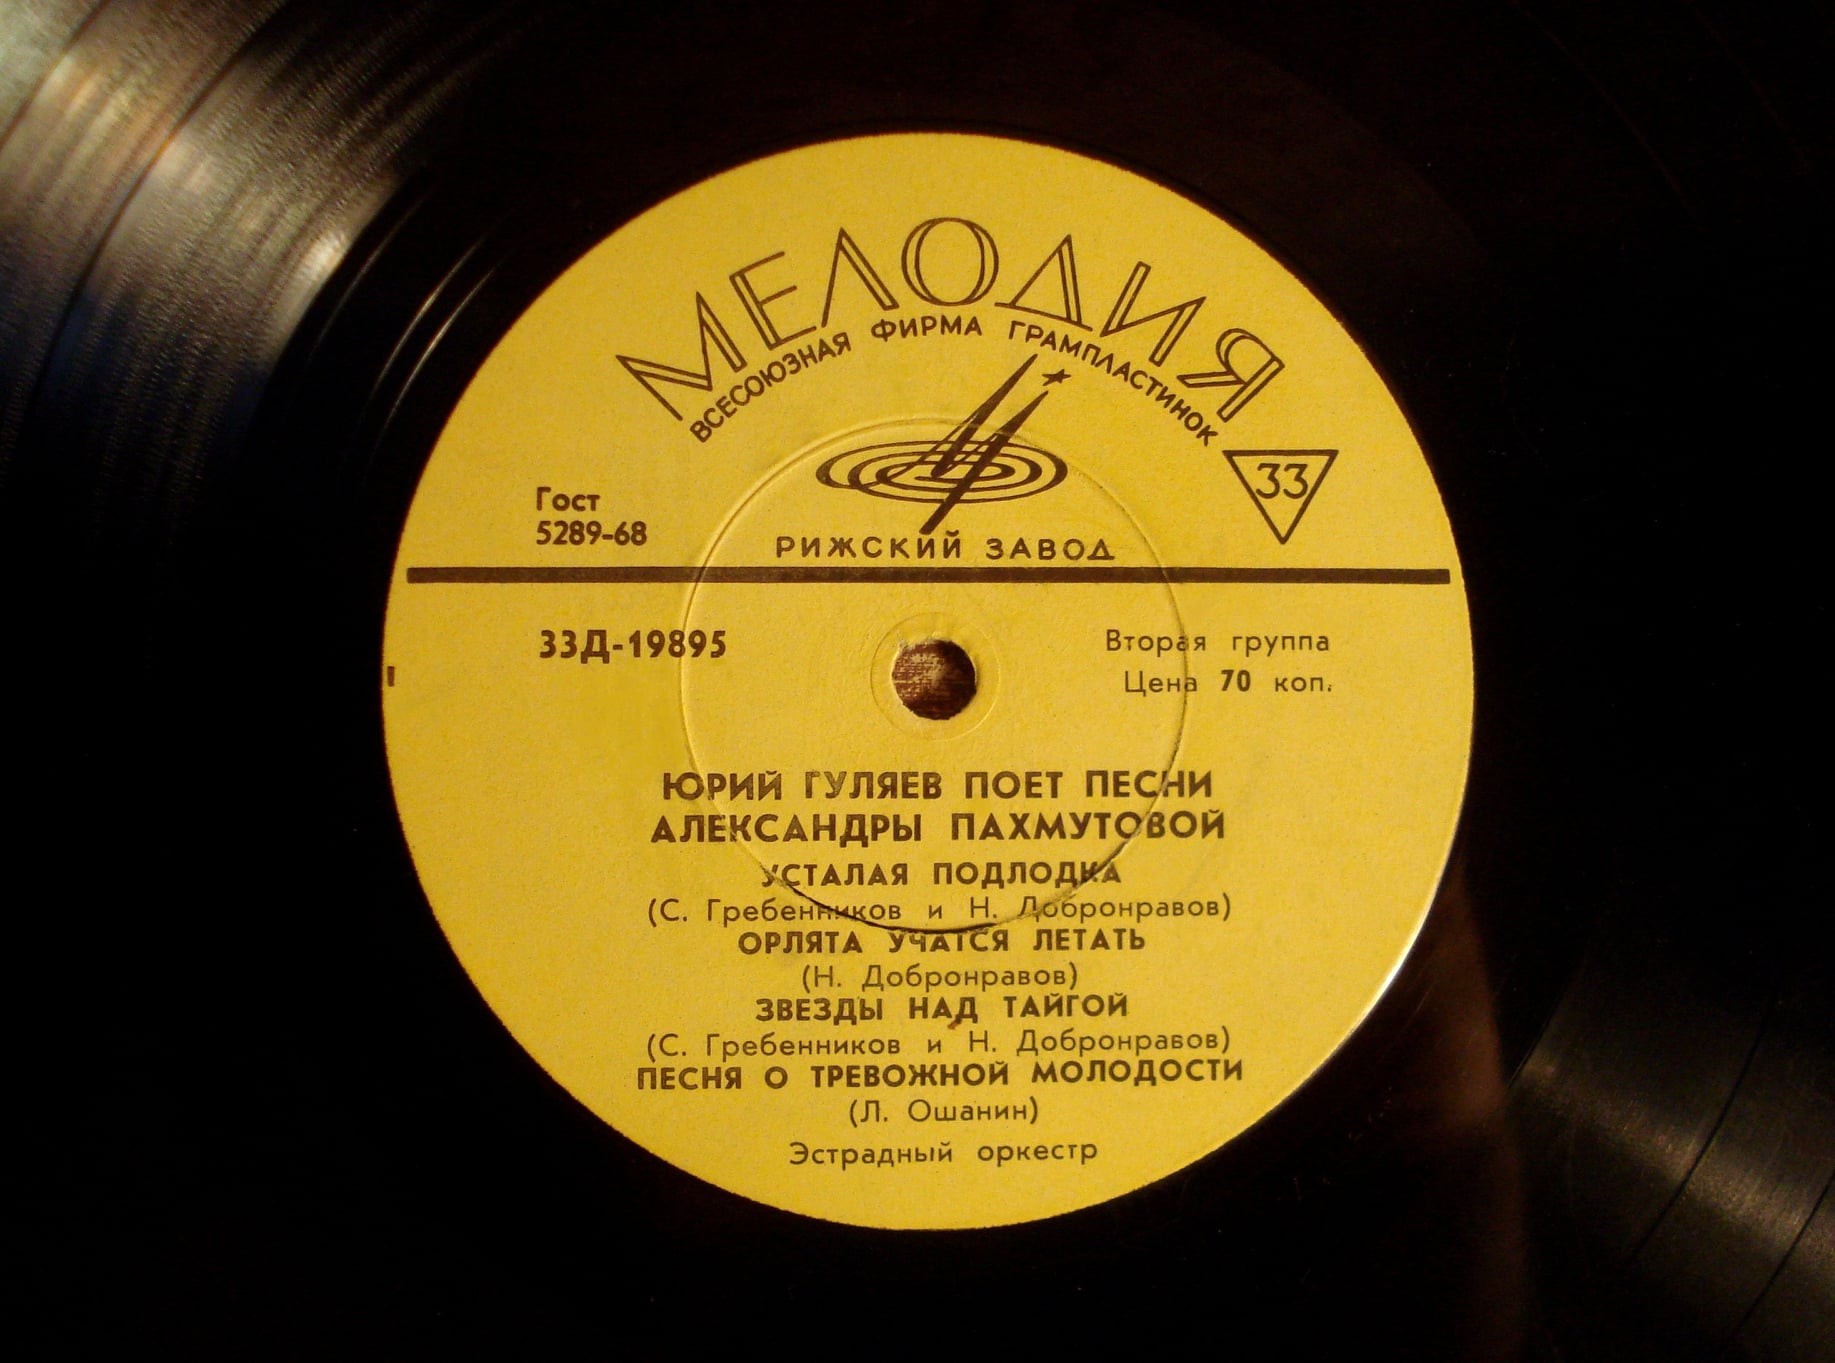 МЕЛОДИЯ
ВСЕСОЮЗНАЯ ФИРМА ГРАМПЛАСТИНОК
33
Гост
5289-68
РИЖСКИЙ ЗАВОД
33Д-19895
Вторая группа
Цена 70 коп.
ЮРИЙ ГУЛЯЕВ ПОЕТ ПЕСНИ
АЛЕКСАНДРЫ ПАХМУТОВОЙ
УСТАЛАЯ ПОДЛОДКА
(С. Гребенников и Н. Добронравов)
ОРЛЯТА УЧАТСЯ ЛЕТАТЬ
(Н. Добронравов)
ЗВЕЗДЫ НАД ТАЙГОЙ
(С. Гребенников и Н. Добронравов)
ПЕСНЯ О ТРЕВОЖНОЙ МОЛОДОСТИ
(Л. Ошанин)
Эстрадный оркестр